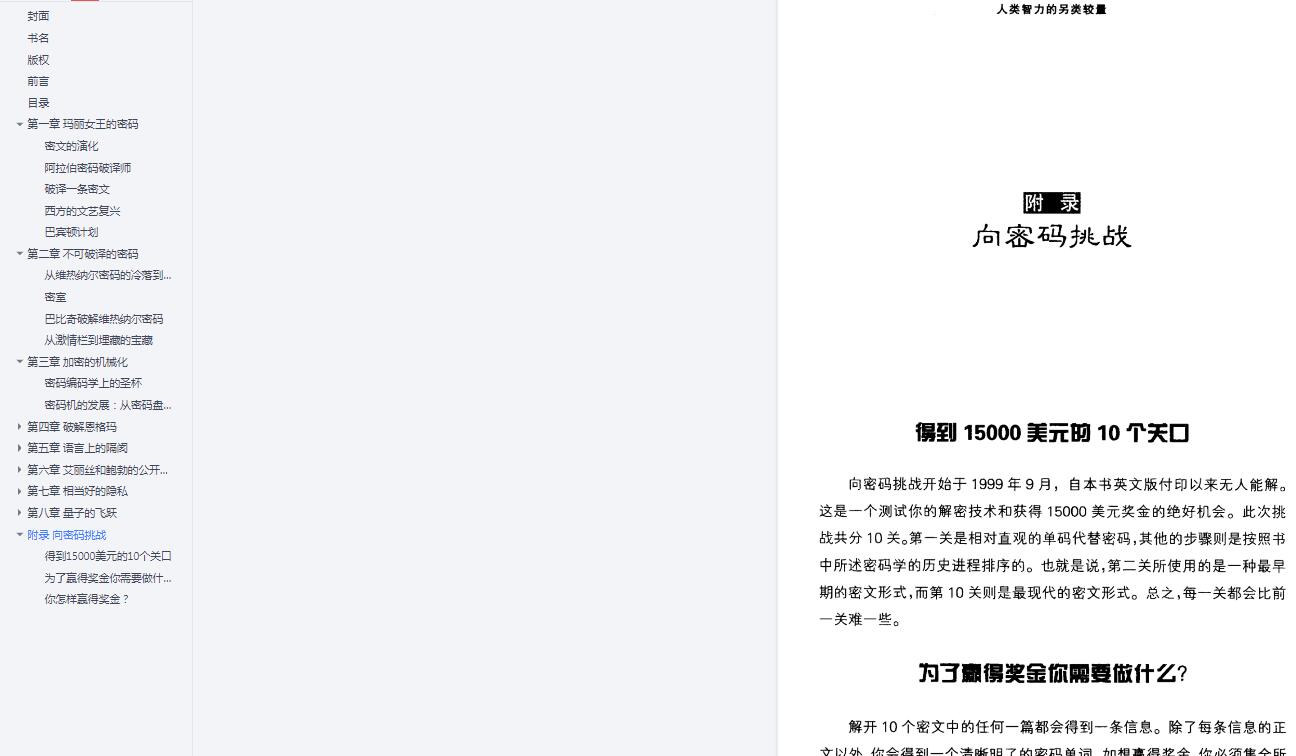 封面
书名
版权
前言
目录
第一章 玛丽女王的密码
密文的演化
阿拉伯密码破译师
破译一条密文
西方的文艺复兴
巴宾顿计划
第二章 不可破译的密码
从维热纳尔密码的冷落到...
密室
巴比奇破解维热纳尔密码
从激情栏到埋藏的宝藏
第三章 加密的机械化
密码编码学上的圣杯
密码机的发展：从密码盘...
第四章 破解恩格玛
第五章 语言上的隔阂
第六章 艾丽丝和鲍勃的公开...
第七章 相当好的隐私
第八章 量子的飞跃
附录 向密码挑战
得到15000美元的10个关口
为了赢得奖金你需要做什...
你怎样赢得奖金？
人类智力的另类较量
附 录
向密码挑战
得到 15000 美元的 10 个关口
向密码挑战开始于 1999 年 9 月，自本书英文版付印以来无人能解。
这是一个测试你的解密技术和获得 15000 美元奖金的绝好机会。此次挑
战共分 10 关。第一关是相对直观的单码代替密码，其他的步骤则是按照书
中所述密码学的历史进程排序的。也就是说，第二关所使用的是一种最早
期的密文形式，而第 10 关则是最现代的密文形式。总之，每一关都会比前
一关难一些。
为了赢得奖金你需要做什么?
解开 10 个密文中的任何一篇都会得到一条信息。除了每条信息的正
文以外，你会得到一个清晰明了的密码单词。如想赢得奖金，你必须集全所